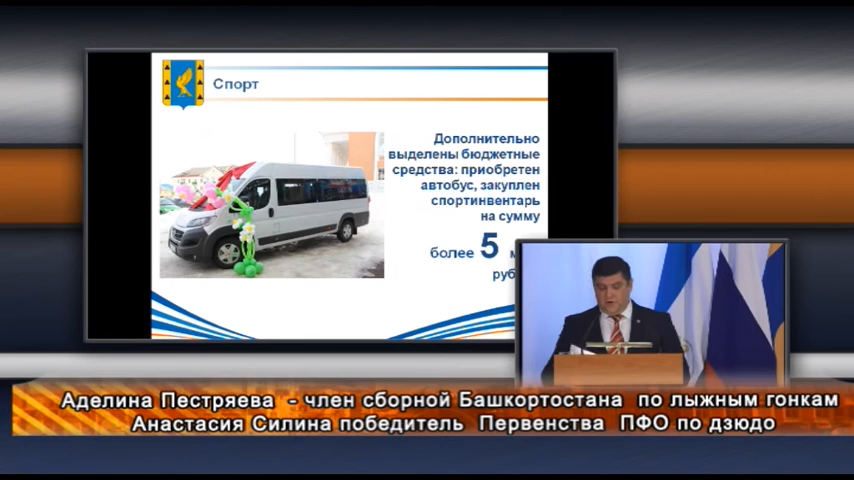 Спорт
Дополнительно
выделены бюджетные
средства: приобретен
автобус, закуплен
спортинвентарь
на сумму
более 5
Аделина Пестряева - член сборной Башкортостана по лыжным гонкам
Анастасия Силина победитель Первенства ПФО по дзюдо